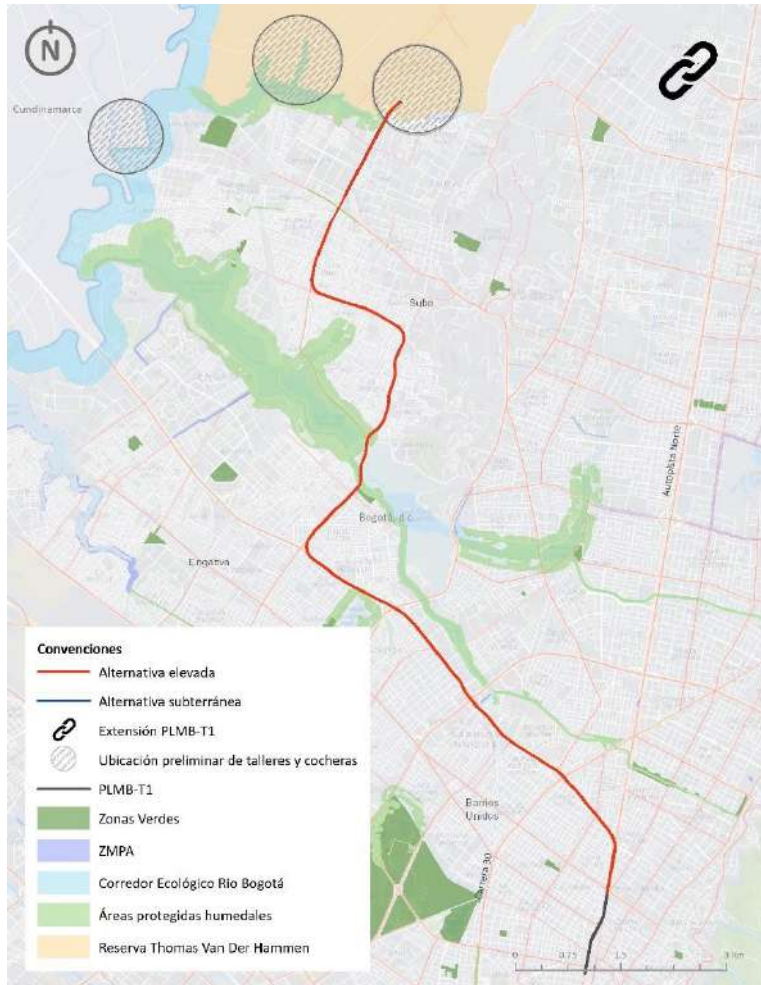 N
Cundinamarca
Suba
Autopista Norte
Bogotá, d.c.
Engativa
Barrios
Unidos
Carrera 30
Convenciones
Alternativa elevada
Alternativa subterránea
Extensión PLMB-T1
Ubicación preliminar de talleres y cocheras
PLMB-T1
Zonas Verdes
ZMPA
Corredor Ecológico Rio Bogotá
Áreas protegidas humedales
Reserva Thomas Van Der Hammen
0 0.75 1.5 3 Km